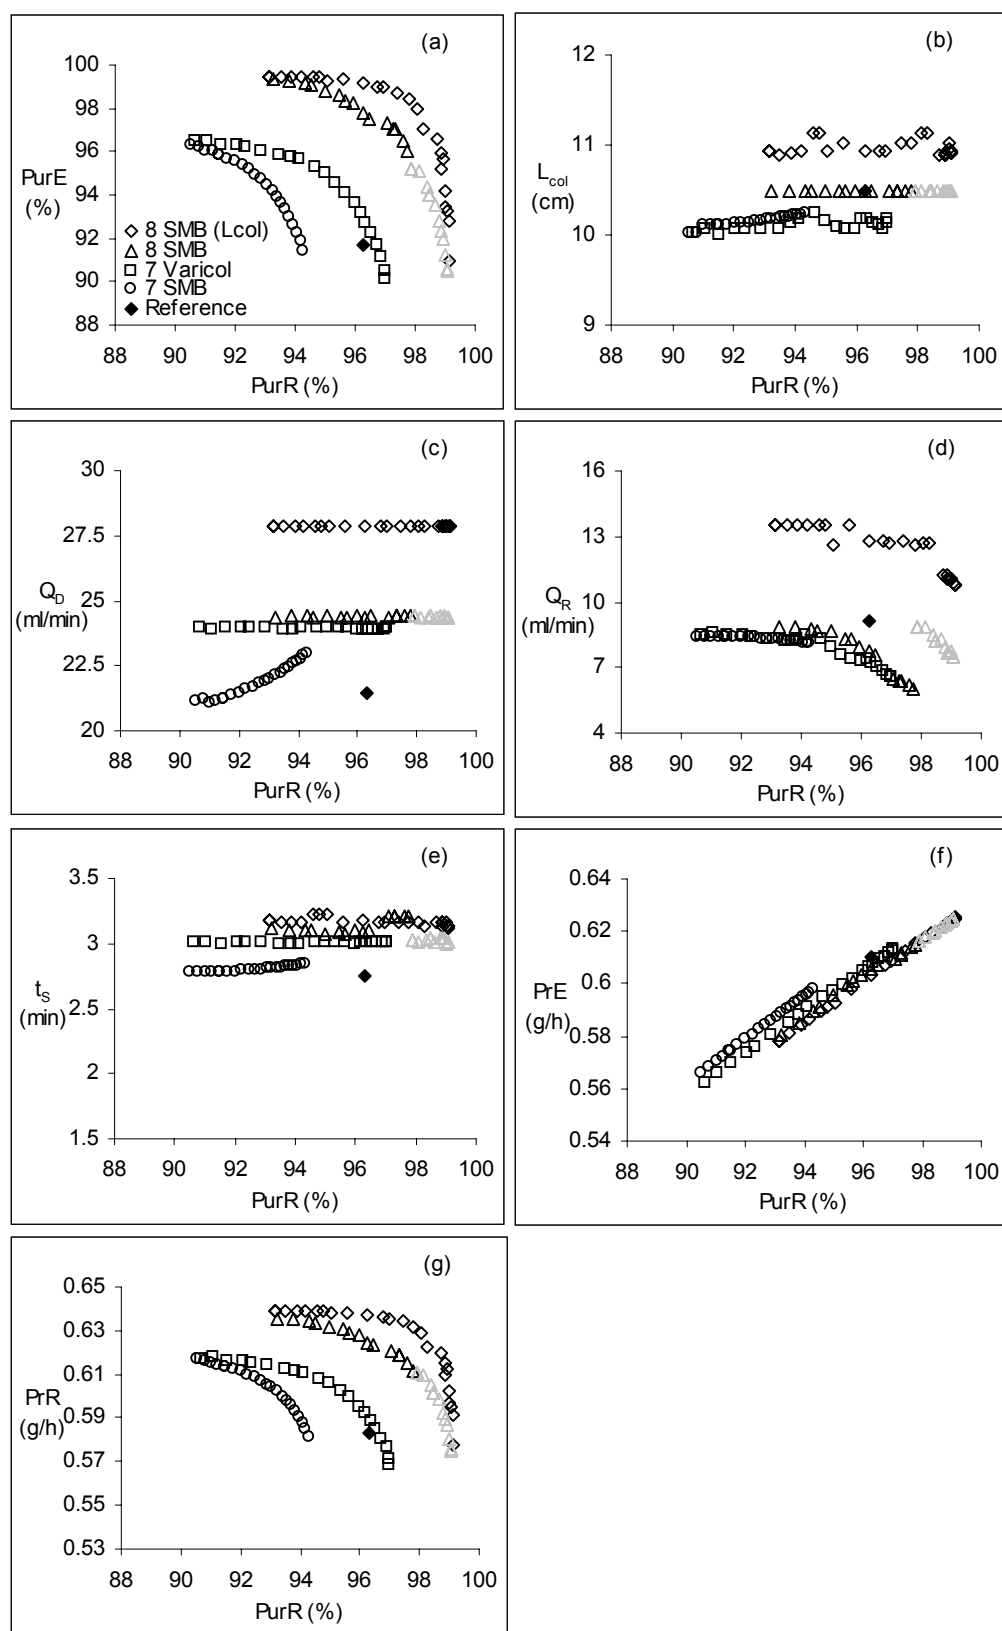 (a)
100
98
96
PurE
94
(%)
92
90
88
8 SMB (Lcol)
8 SMB
7 Varicol
7 SMB
Reference
88 90 92 94 96 98 100
PurR (%)
(b)
12
11
L_col
(cm)
10
9
88 90 92 94 96 98 100
PurR (%)
(c)
30
27.5
Q_D
25
(ml/min)
22.5
20
88 90 92 94 96 98 100
PurR (%)
(d)
16
13
Q_R
10
(ml/min)
7
4
88 90 92 94 96 98 100
PurR (%)
(e)
3.5
3
t_S
2.5
(min)
2
1.5
88 90 92 94 96 98 100
PurR (%)
(f)
0.64
0.62
PrE
0.6
(g/h)
0.58
0.56
0.54
88 90 92 94 96 98 100
PurR (%)
(g)
0.65
0.63
0.61
PrR
0.59
(g/h)
0.57
0.55
0.53
88 90 92 94 96 98 100
PurR (%)